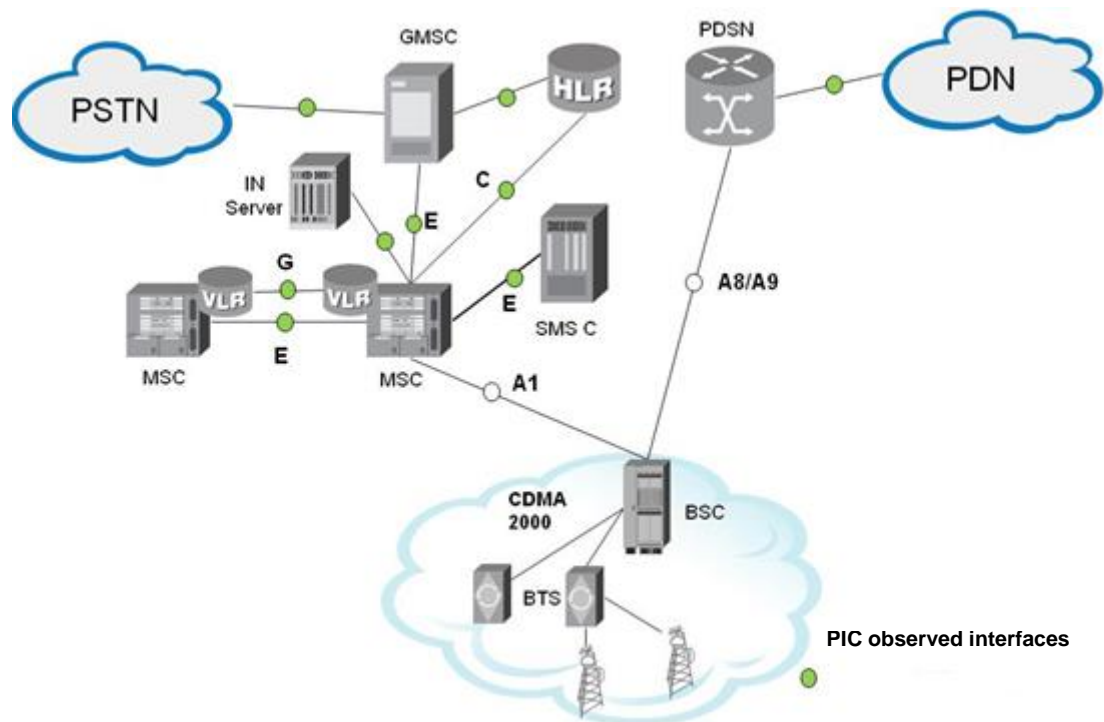 GMSC
PDSN
PSTN
HLR
PDN
IN
Server
C
E
G
VLR
VLR
E
E
SMS C
A8/A9
MSC
MSC
A1
CDMA
2000
BSC
BTS
PIC observed interfaces